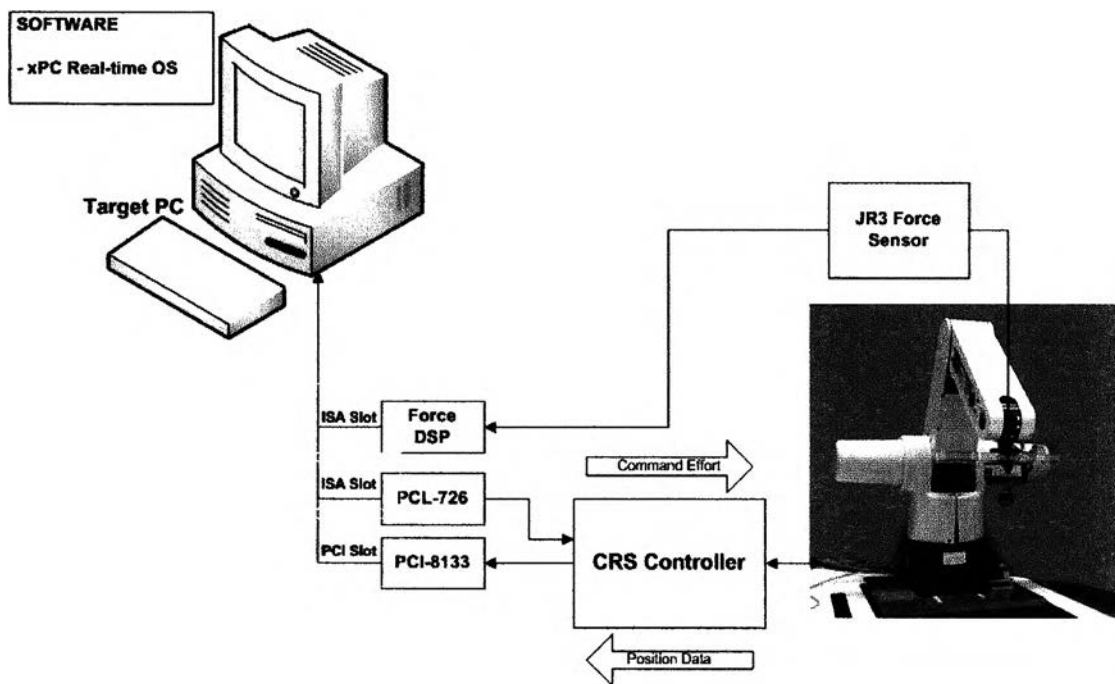 SOFTWARE
- xPC Real-time OS
Target PC
JR3 Force
Sensor
ISA Slot
Force
DSP
Command Effort
ISA Slot
PCL-726
PCI Slot
PCI-8133
CRS Controller
Position Data